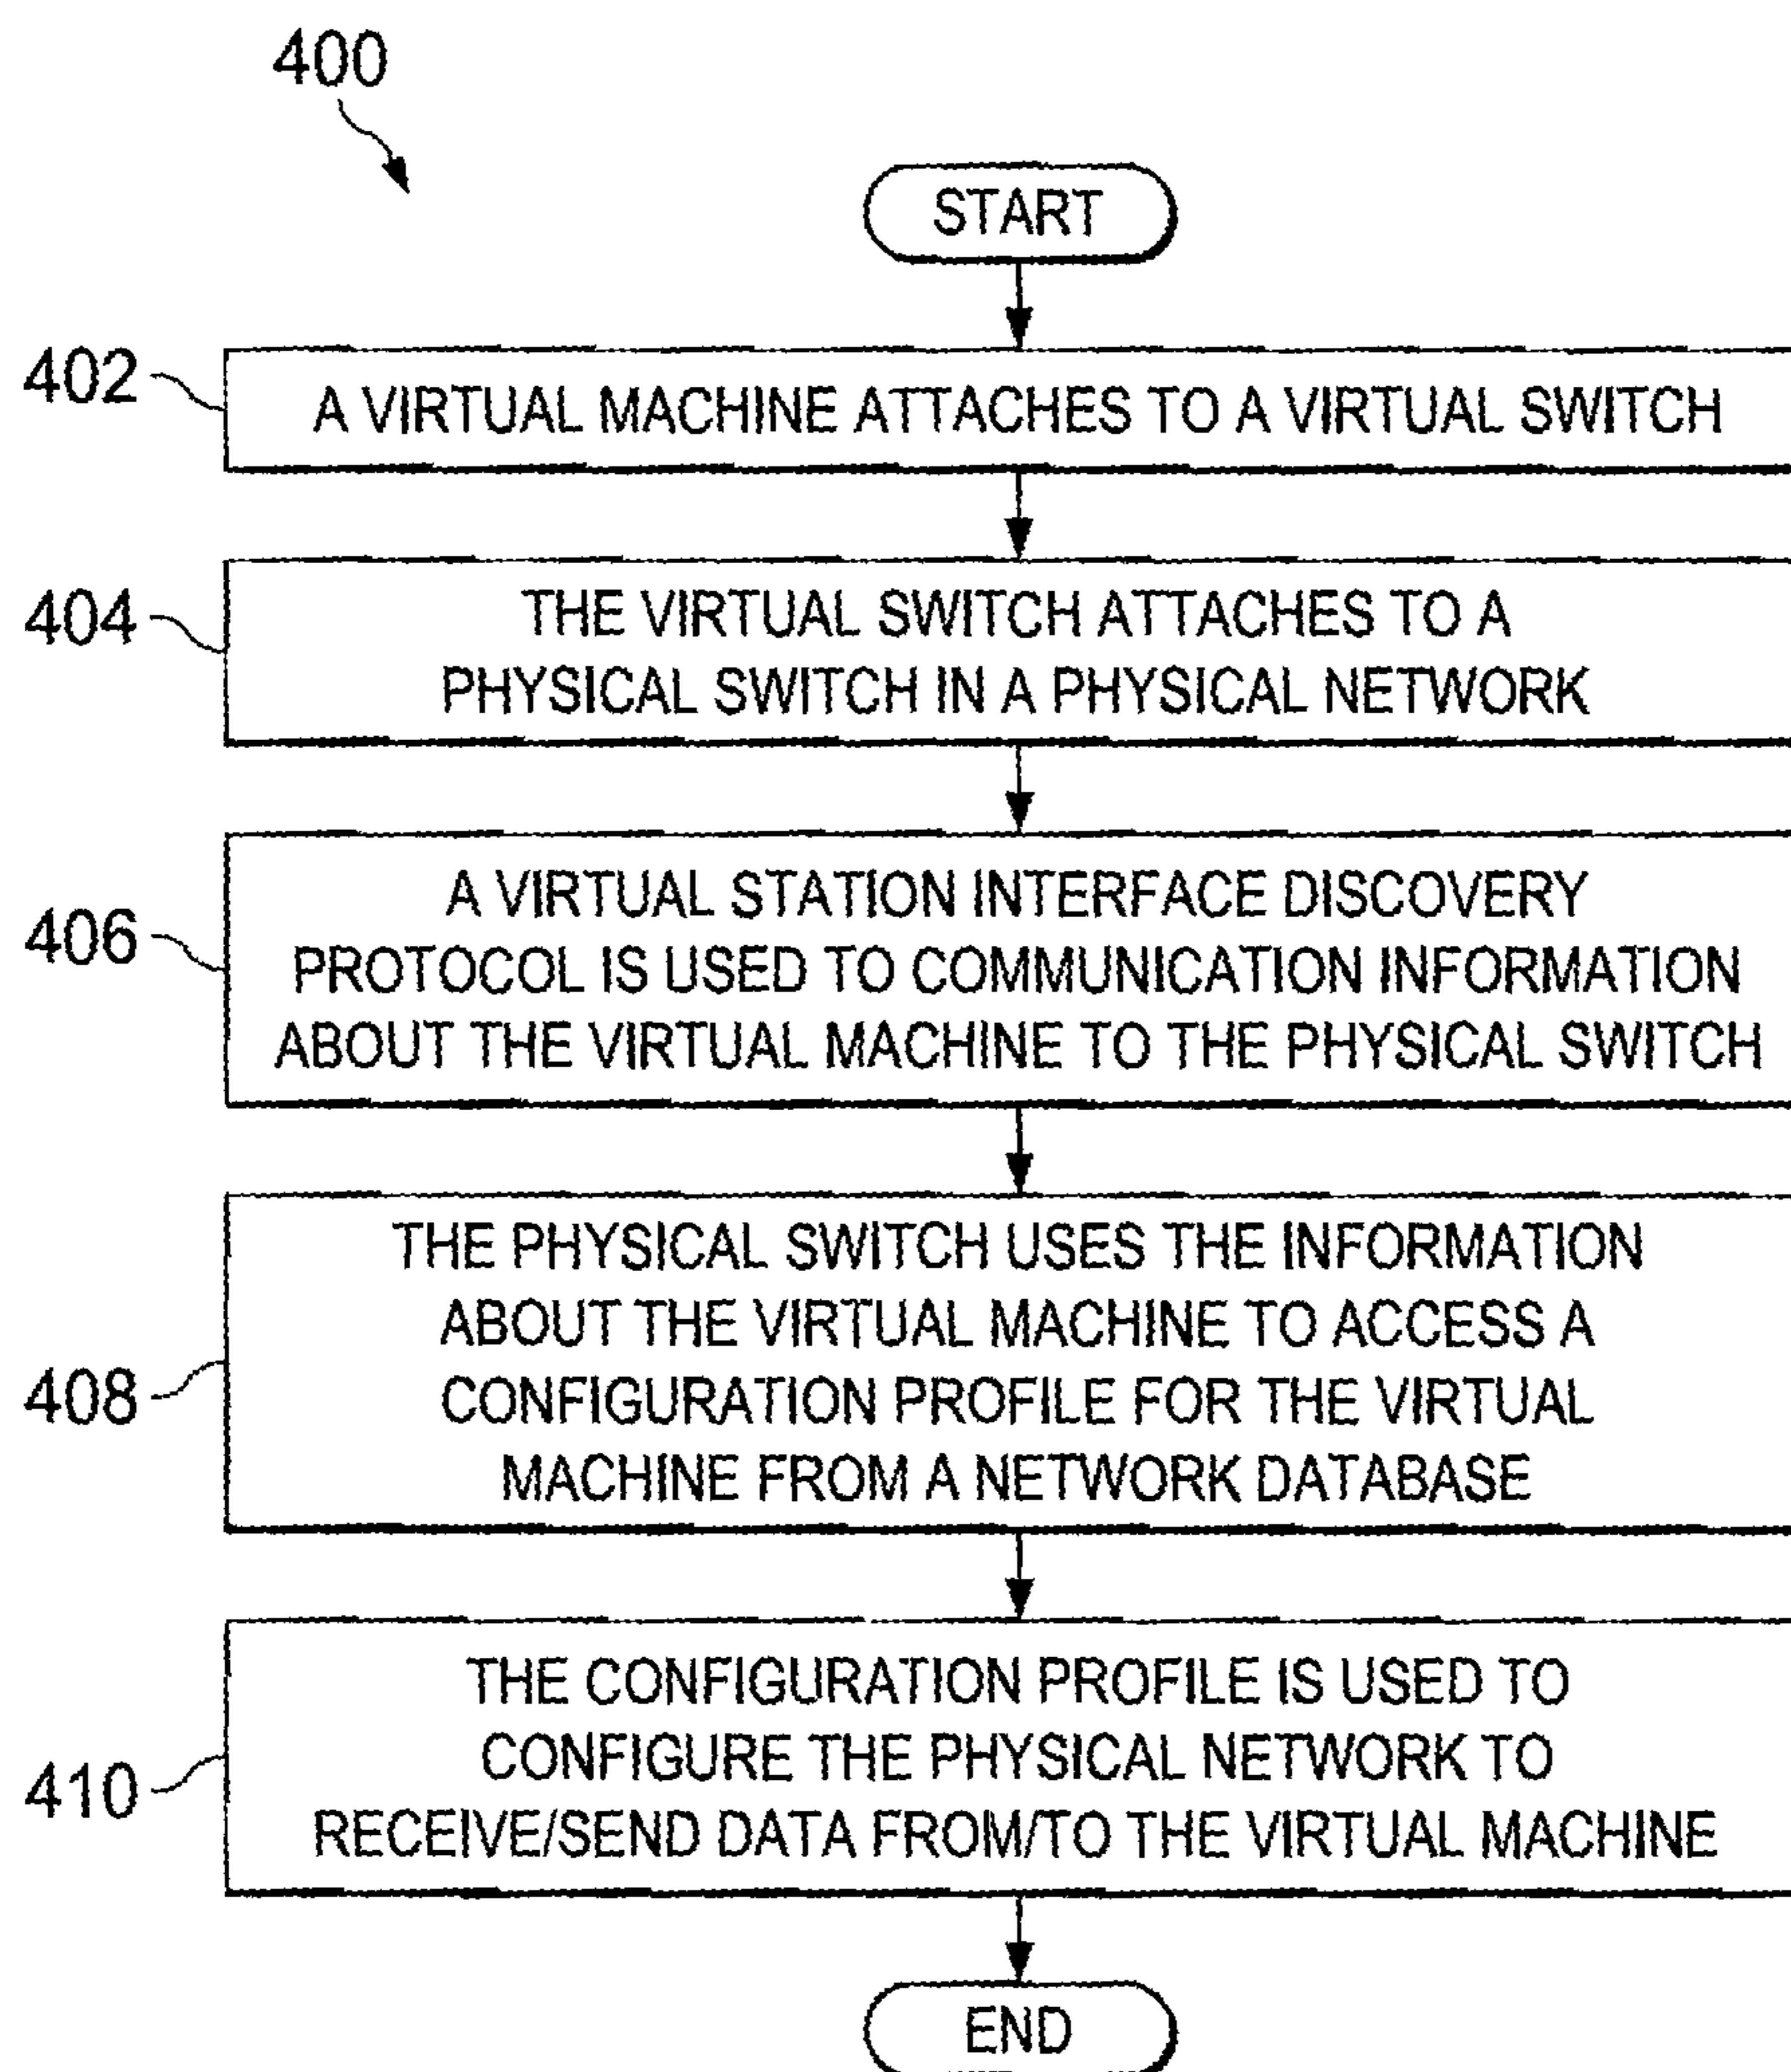 400
START
402
A VIRTUAL MACHINE ATTACHES TO A VIRTUAL SWITCH
404
THE VIRTUAL SWITCH ATTACHES TO A
PHYSICAL SWITCH IN A PHYSICAL NETWORK
406
A VIRTUAL STATION INTERFACE DISCOVERY
PROTOCOL IS USED TO COMMUNICATION INFORMATION
ABOUT THE VIRTUAL MACHINE TO THE PHYSICAL SWITCH
408
THE PHYSICAL SWITCH USES THE INFORMATION
ABOUT THE VIRTUAL MACHINE TO ACCESS A
CONFIGURATION PROFILE FOR THE VIRTUAL
MACHINE FROM A NETWORK DATABASE
410
THE CONFIGURATION PROFILE IS USED TO
CONFIGURE THE PHYSICAL NETWORK TO
RECEIVE/SEND DATA FROM/TO THE VIRTUAL MACHINE
END